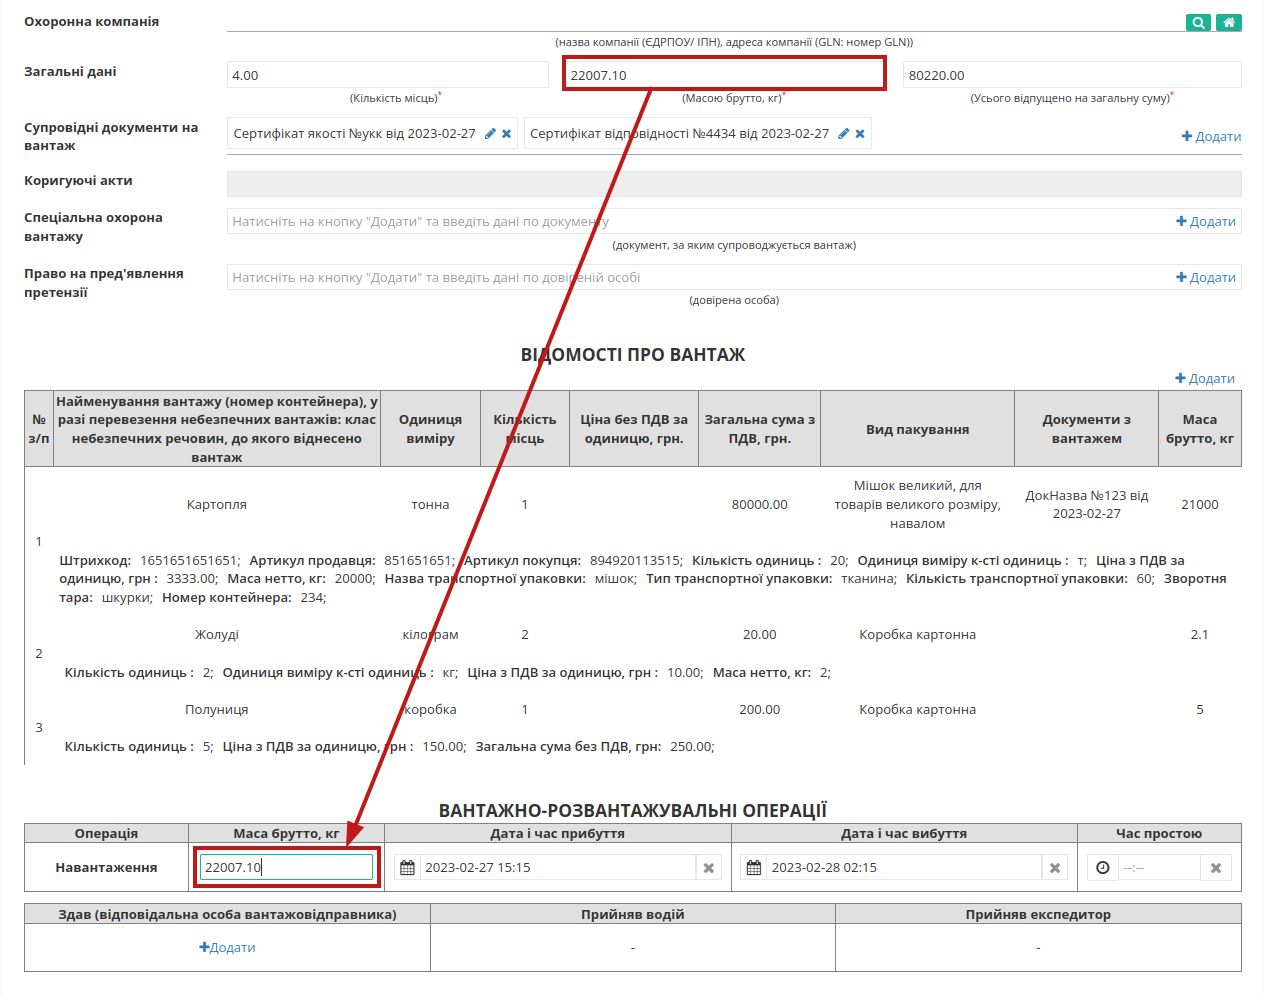 Охоронна компанія
(назва компанії (ЄДРПОУ/ ІПН), адреса компанії (GLN: номер GLN))
Загальні дані
4.00
22007.10
80220.00
(Кількість місць)*
(Масою брутто, кг)*
(Усього відпущено на загальну суму)*
Супровідні документи на
вантаж
Сертифікат якості №укк від 2023-02-27
Сертифікат відповідності №4434 від 2023-02-27
Додати
Коригуючі акти
Спеціальна охорона
вантажу
Натисніть на кнопку "Додати" та введіть дані по документу
Додати
(документ, за яким супроводжується вантаж)
Право на пред'явлення
претензії
Натисніть на кнопку "Додати" та введіть дані по довіреній особі
Додати
(довірена особа)
ВІДОМОСТІ ПРО ВАНТАЖ
Додати
№
з/п
Найменування вантажу (номер контейнера), у
разі перевезення небезпечних вантажів: клас
небезпечних речовин, до якого віднесено
вантаж
Одиниця
виміру
Кількість
місць
Ціна без ПДВ за
одиницю, грн.
Загальна сума з
ПДВ, грн.
Вид пакування
Документи з
вантажем
Маса
брутто, кг
1
Картопля
тонна
1
80000.00
Мішок великий, для
товарів великого розміру,
навалом
ДокНазва №123 від
2023-02-27
21000
Штрихкод: 1651651651651; Артикул продавця: 851651651; Артикул покупця: 894920113515; Кількість одиниць : 20; Одиниця виміру к-сті одиниць : т; Ціна з ПДВ за
одиницю, грн : 3333.00; Маса нетто, кг: 20000; Назва транспортної упаковки: мішок; Тип транспортної упаковки: тканина; Кількість транспортної упаковки: 60; Зворотня
тара: шкурки; Номер контейнера: 234;
2
Жолуді
кілограм
2
20.00
Коробка картонна
2.1
Кількість одиниць : 2; Одиниця виміру к-сті одиниць : кг; Ціна з ПДВ за одиницю, грн : 10.00; Маса нетто, кг: 2;
3
Полуниця
коробка
1
200.00
Коробка картонна
5
Кількість одиниць : 5; Ціна з ПДВ за одиницю, грн : 150.00; Загальна сума без ПДВ, грн: 250.00;
ВАНТАЖНО-РОЗВАНТАЖУВАЛЬНІ ОПЕРАЦІЇ
Операція
Маса брутто, кг
Дата і час прибуття
Дата і час вибуття
Час простою
Навантаження
22007.10
2023-02-27 15:15
2023-02-28 02:15
--:--
Здав (відповідальна особа вантажовідправника)
Прийняв водій
Прийняв експедитор
Додати
-
-